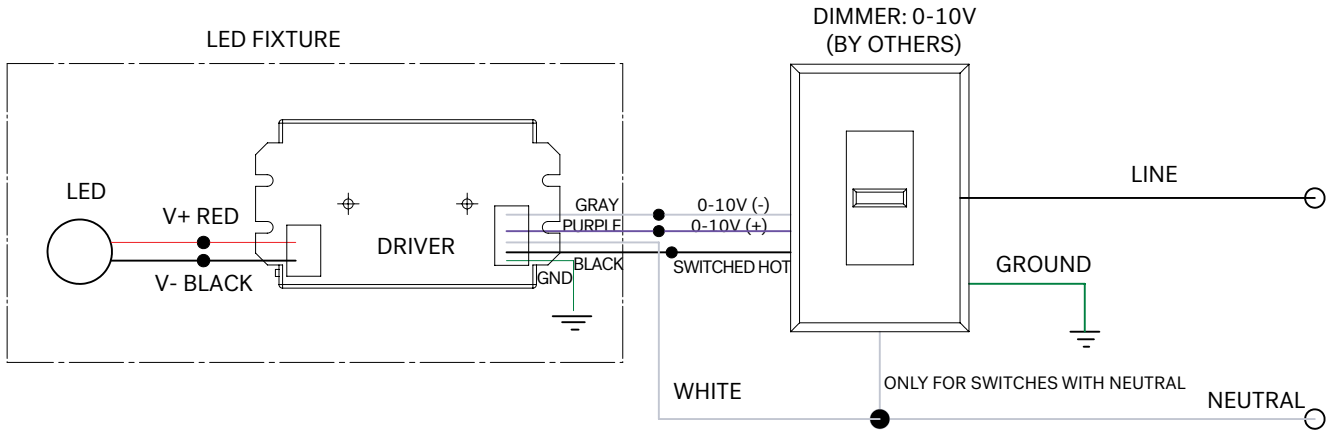 DIMMER: 0-10V
(BY OTHERS)
LED FIXTURE
LED
V+ RED
V- BLACK
DRIVER
GRAY
PURPLE
BLACK
GND
0-10V (-)
0-10V (+)
SWITCHED HOT
LINE
GROUND
WHITE
ONLY FOR SWITCHES WITH NEUTRAL
NEUTRAL